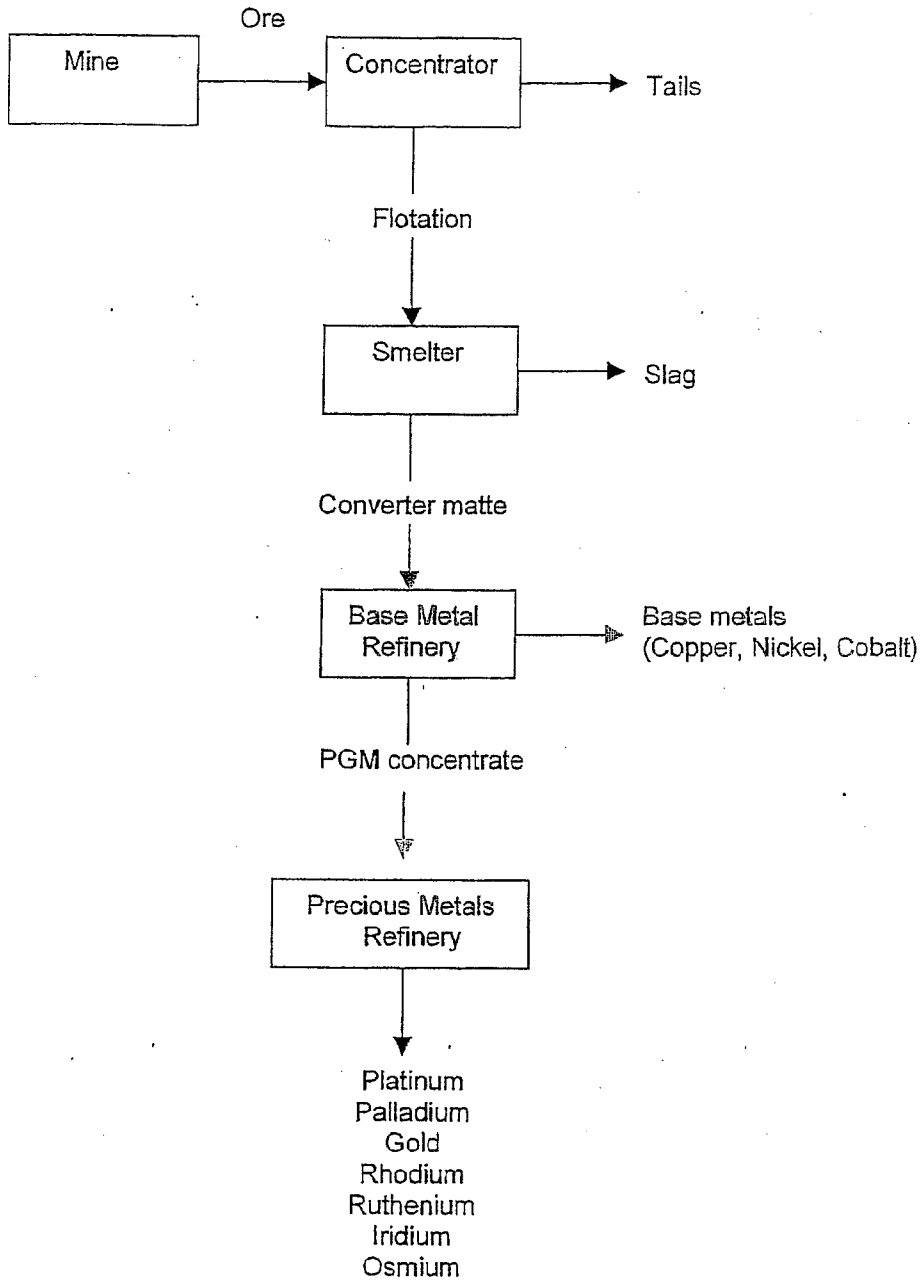 Ore
Mine
Concentrator
Tails
Flotation
Smelter
Slag
Converter matte
Base Metal
Refinery
Base metals
(Copper, Nickel, Cobalt)
PGM concentrate
Precious Metals
Refinery
Platinum
Palladium
Gold
Rhodium
Ruthenium
Iridium
Osmium